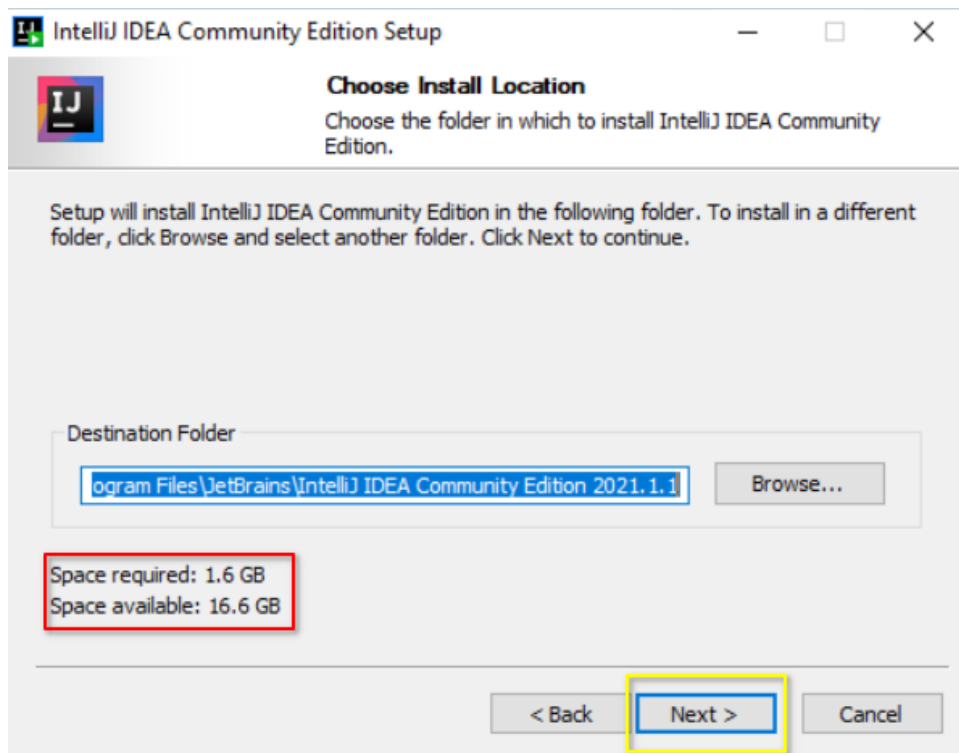 IntelliJ IDEA Community Edition Setup
IJ
Choose Install Location
Choose the folder in which to install IntelliJ IDEA Community
Edition.
Setup will install IntelliJ IDEA Community Edition in the following folder. To install in a different
folder, click Browse and select another folder. Click Next to continue.
Destination Folder
ogram Files\JetBrains\IntelliJ IDEA Community Edition 2021.1.1
Browse...
Space required: 1.6 GB
Space available: 16.6 GB
< Back
Next >
Cancel